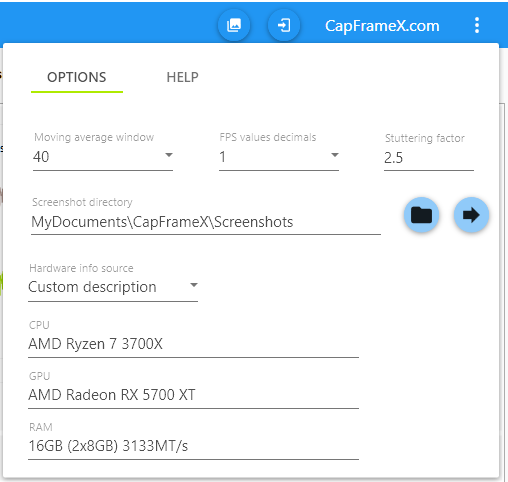 CapFrameX.com
OPTIONS HELP
Moving average window FPS values decimals Stuttering factor
40 1 2.5
Screenshot directory
MyDocuments\CapFrameX\Screenshots
Hardware info source
Custom description
CPU
AMD Ryzen 7 3700X
GPU
AMD Radeon RX 5700 XT
RAM
16GB (2x8GB) 3133MT/s